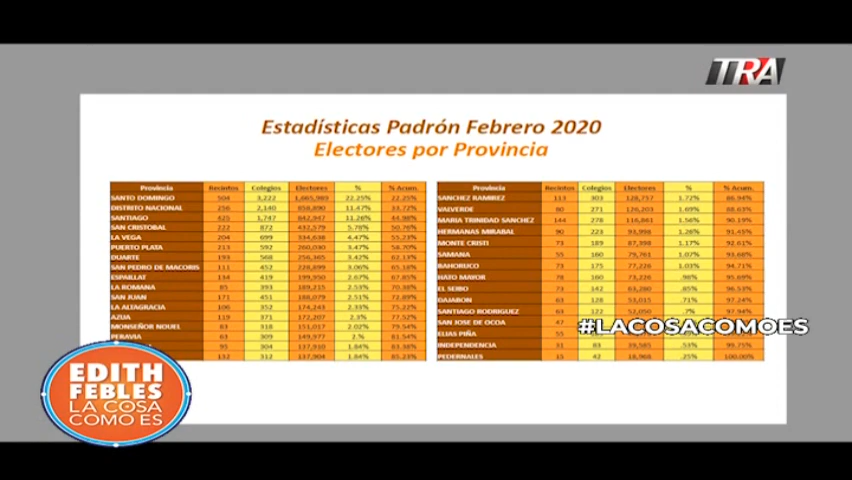 TRA
Estadísticas Padrón Febrero 2020
Electores por Provincia
Provincia Recintos Colegios Electores % % Acum.
SANTO DOMINGO 504 3,222 1,665,989 22.25% 22.25%
DISTRITO NACIONAL 256 2,140 858,890 11.47% 33.72%
SANTIAGO 425 1,747 842,947 11.26% 44.98%
SAN CRISTOBAL 222 872 432,579 5.78% 50.76%
LA VEGA 204 699 334,638 4.47% 55.23%
PUERTO PLATA 213 592 260,030 3.47% 58.70%
DUARTE 193 568 256,365 3.42% 62.13%
SAN PEDRO DE MACORIS 111 452 228,899 3.06% 65.18%
ESPAILLAT 134 419 199,950 2.67% 67.85%
LA ROMANA 85 393 189,215 2.53% 70.38%
SAN JUAN 171 451 188,079 2.51% 72.89%
LA ALTAGRACIA 106 352 174,243 2.33% 75.22%
AZUA 119 371 172,207 2.3% 77.52%
MONSEÑOR NOUEL 83 318 151,017 2.02% 79.54%
PERAVIA 83 309 149,977 2.% 81.54%
95 304 137,910 1.84% 83.38%
132 312 137,904 1.84% 85.23%
Provincia Recintos Colegios Electores .% % Acum.
SANCHEZ RAMIREZ 113 303 128,757 1.72% 86.94%
VALVERDE 80 271 126,203 1.69% 88.63%
MARIA TRINIDAD SANCHEZ 144 278 116,861 1.56% 90.19%
HERMANAS MIRABAL 90 223 93,998 1.26% 91.45%
MONTE CRISTI 73 189 87,398 1.17% 92.61%
SAMANA 55 160 79,761 1.07% 93.68%
BAHORUCO 73 175 77,226 1.03% 94.71%
HATO MAYOR 78 160 73,226 .98% 95.69%
EL SEIBO 73 142 63,280 .85% 96.53%
DAJABON 63 128 53,015 .71% 97.24%
SANTIAGO RODRIGUEZ 63 122 52,050 .7% 97.94%
SAN JOSE DE OCOA 47
ELIAS PIÑA 55
INDEPENDENCIA 31 83 39,585 .53% 99.75%
PEDERNALES 15 42 18,968 .25% 100.00%
#LACOSACOMOES
EDITH
FEBLES
LA COSA
COMO ES